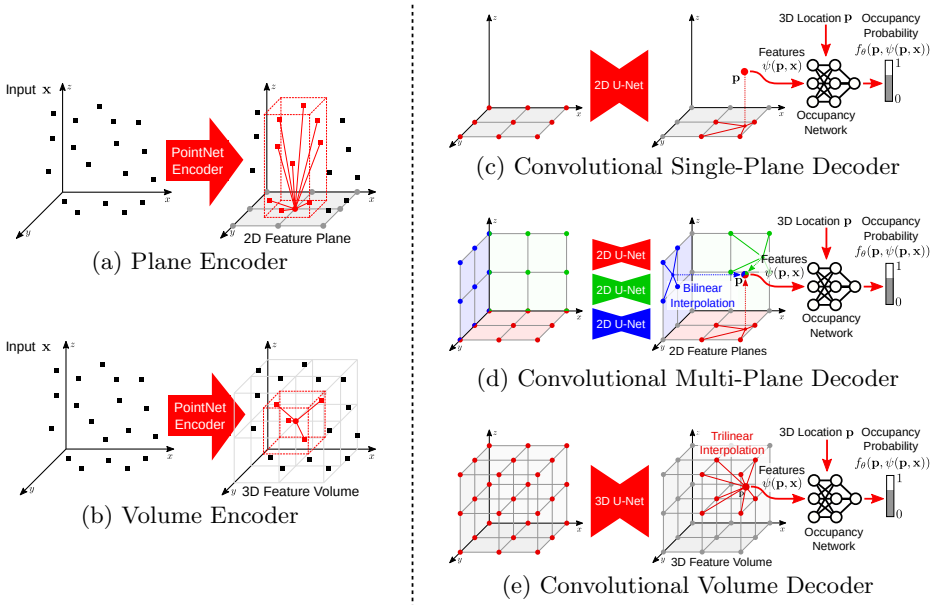 Input x
z
x
y
PointNet
Encoder
z
x
y
2D Feature Plane
(a) Plane Encoder
Input x
z
x
y
PointNet
Encoder
z
x
y
3D Feature Volume
(b) Volume Encoder
z
x
y
2D U-Net
z
x
y
p
Features
ψ(p, x)
3D Location p
Occupancy
Network
Occupancy
Probability
fθ(p, ψ(p, x))
1
0
(c) Convolutional Single-Plane Decoder
z
x
y
2D U-Net
2D U-Net
2D U-Net
z
x
y
p
Bilinear
Interpolation
2D Feature Planes
Features
ψ(p, x)
3D Location p
Occupancy
Network
Occupancy
Probability
fθ(p, ψ(p, x))
1
0
(d) Convolutional Multi-Plane Decoder
z
x
y
3D U-Net
z
x
y
Trilinear
Interpolation
p
3D Feature Volume
Features
ψ(p, x)
3D Location p
Occupancy
Network
Occupancy
Probability
fθ(p, ψ(p, x))
1
0
(e) Convolutional Volume Decoder